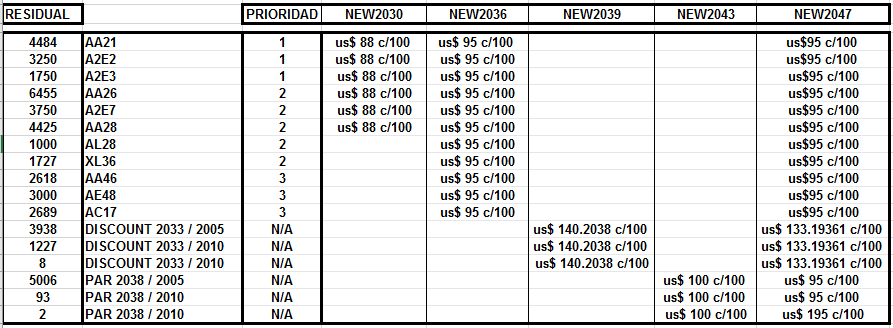 RESIDUAL PRIORIDAD NEW2030 NEW2036 NEW2039 NEW2043 NEW2047
4484 AA21 1 us$ 88 c/100 us$ 95 c/100 us$95 c/100
3250 A2E2 1 us$ 88 c/100 us$ 95 c/100 us$95 c/100
1750 A2E3 1 us$ 88 c/100 us$ 95 c/100 us$95 c/100
6455 AA26 2 us$ 88 c/100 us$ 95 c/100 us$95 c/100
3750 A2E7 2 us$ 88 c/100 us$ 95 c/100 us$95 c/100
4425 AA28 2 us$ 88 c/100 us$ 95 c/100 us$95 c/100
1000 AL28 2 us$ 95 c/100 us$95 c/100
1727 XL36 2 us$ 95 c/100 us$95 c/100
2618 AA46 3 us$ 95 c/100 us$95 c/100
3000 AE48 3 us$ 95 c/100 us$95 c/100
2689 AC17 3 us$ 95 c/100 us$95 c/100
3938 DISCOUNT 2033 / 2005 N/A us$ 140.2038 c/100 us$ 133.19361 c/100
1227 DISCOUNT 2033 / 2010 N/A us$ 140.2038 c/100 us$ 133.19361 c/100
8 DISCOUNT 2033 / 2010 N/A us$ 140.2038 c/100 us$ 133.19361 c/100
5006 PAR 2038 / 2005 N/A us$ 100 c/100 us$ 95 c/100
93 PAR 2038 / 2010 N/A us$ 100 c/100 us$ 95 c/100
2 PAR 2038 / 2010 N/A us$ 100 c/100 us$ 195 c/100